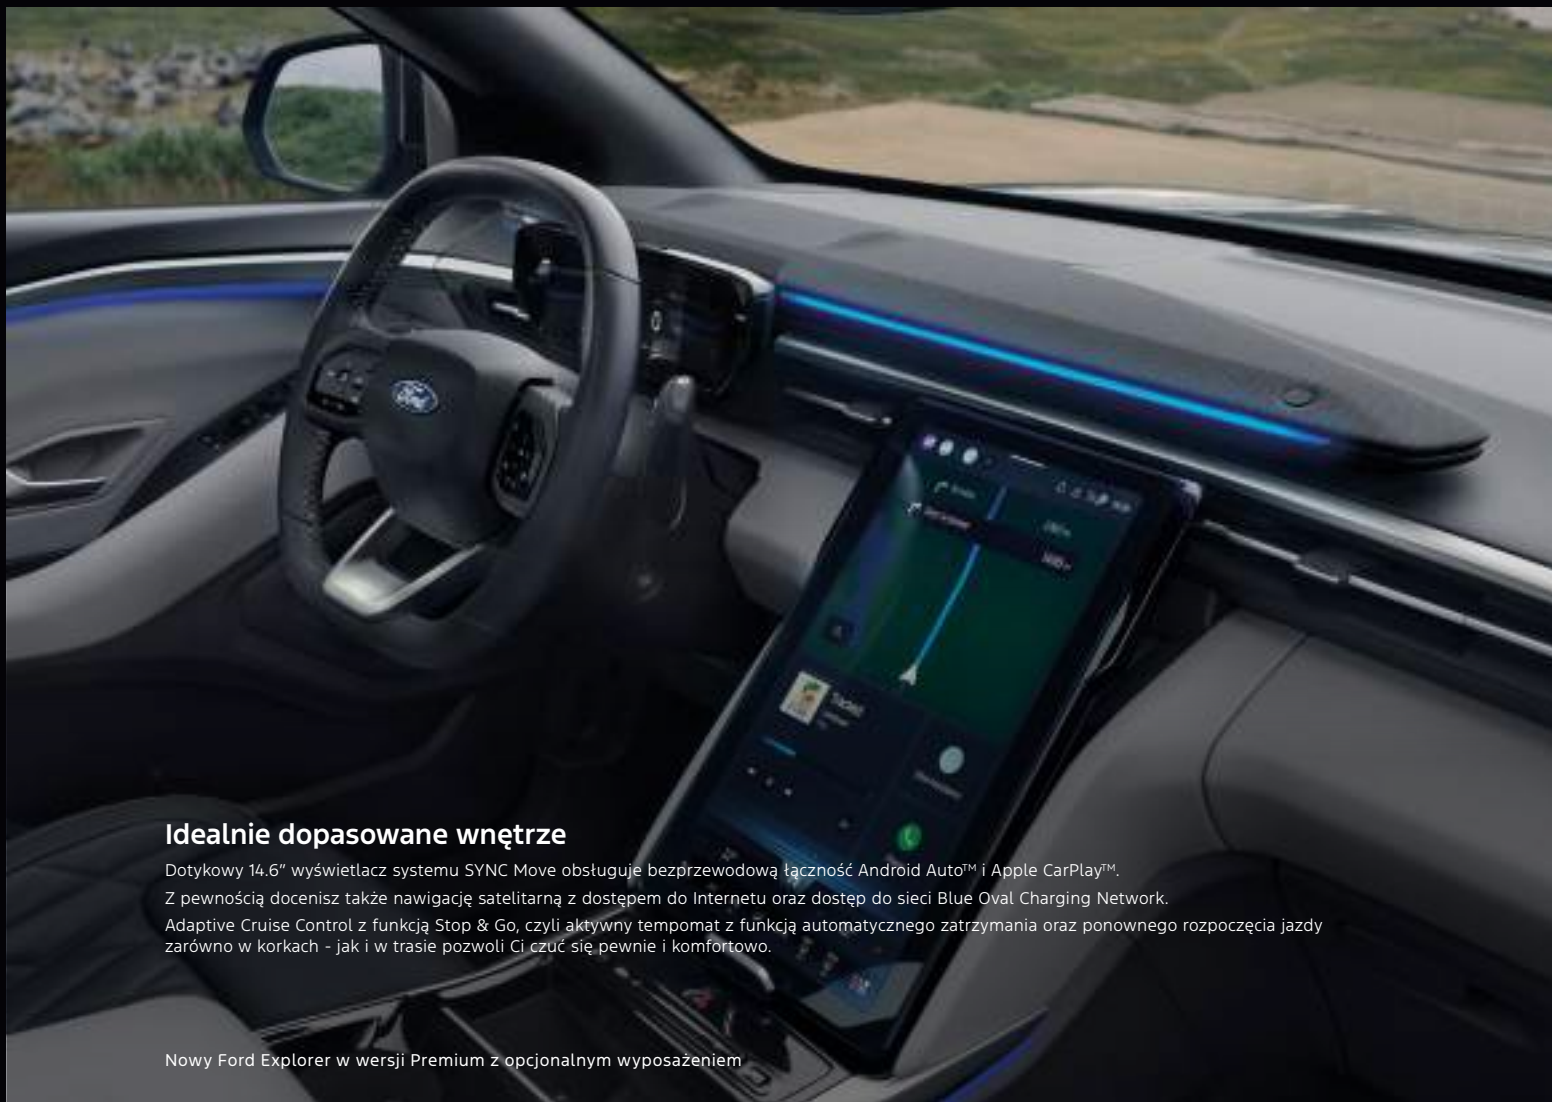 Ford
Idealnie dopasowane wnętrze
Dotykowy 14.6” wyświetlacz systemu SYNC Move obsługuje bezprzewodową łączność Android Auto™ i Apple CarPlay™.
Z pewnością docenisz także nawigację satelitarną z dostępem do Internetu oraz dostęp do sieci Blue Oval Charging Network.
Adaptive Cruise Control z funkcją Stop & Go, czyli aktywny tempomat z funkcją automatycznego zatrzymania oraz ponownego rozpoczęcia jazdy
zarówno w korkach - jak i w trasie pozwoli Ci czuć się pewnie i komfortowo.
Nowy Ford Explorer w wersji Premium z opcjonalnym wyposażeniem